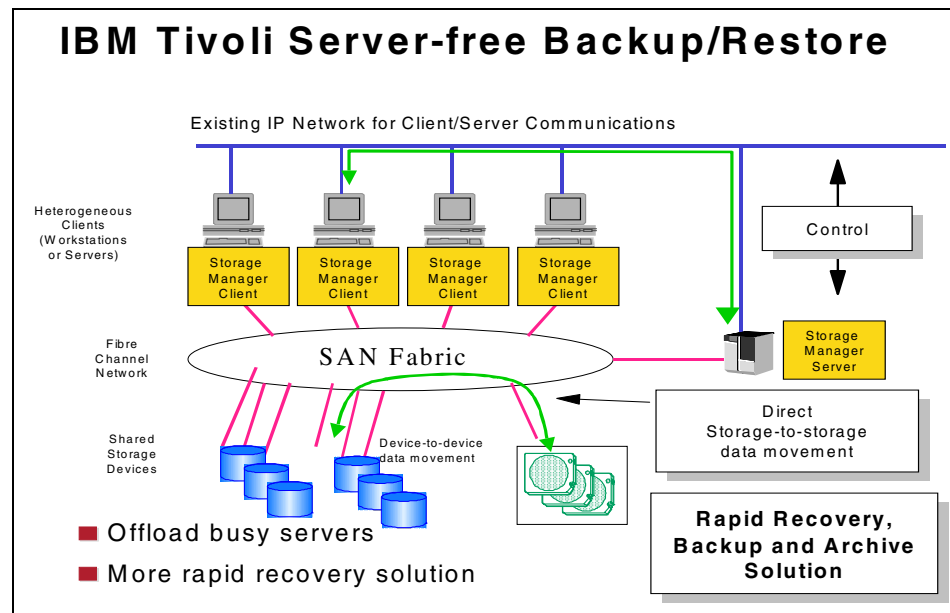 IBM Tivoli Server-free Backup/Restore
Existing IP Network for Client/Server Communications
Heterogeneous
Clients
(Workstations
or Servers)
Storage
Manager
Client
Storage
Manager
Client
Storage
Manager
Client
Storage
Manager
Client
Control
Fibre
Channel
Network
SAN Fabric
Storage
Manager
Server
Shared
Storage
Devices
Device-to-device
data movement
Direct
Storage-to-storage
data movement
Offload busy servers
More rapid recovery solution
Rapid Recovery,
Backup and Archive
Solution